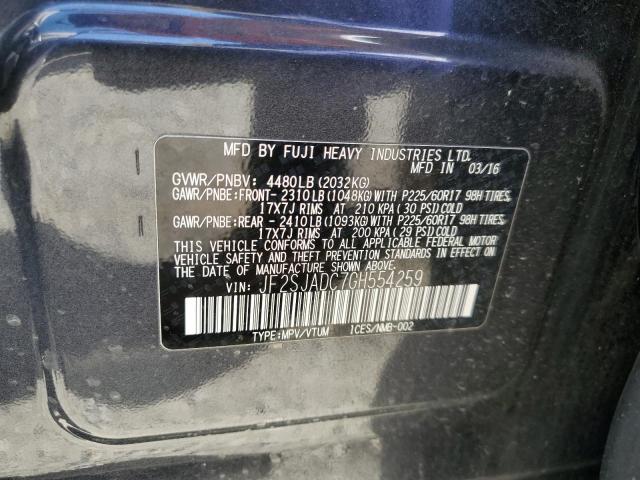 MFD BY FUJI HEAVY INDUSTRIES LTD.
MFD IN 03/16
GVWR/PNBV: 4480LB(2032KG)
GAWR/PNBE:FRONT-2310LB(1048KG)WITH P225/60R17 98H TIRES,
17X7J RIMS AT 210 KPA(30 PSI)COLD
GAWR/PNBE:REAR - 2410LB(1093KG)WITH P225/60R17 98H TIRES,
17X7J RIMS AT 200 KPA(29 PSI)COLD
THIS VEHICLE CONFORMS TO ALL APPLICABLE FEDERAL MOTOR
VEHICLE SAFETY AND THEFT PREVENTION STANDARDS IN EFFECT ON
THE DATE OF MANUFACTURE SHOWN ABOVE.
VIN: JF2SJADC7GH554259
TYPE:MPV/VTUM ICES/NMB-002